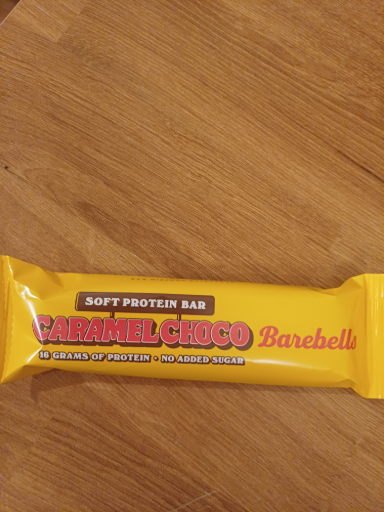 SOFT PROTEIN BAR
CARAMEL CHOCO
Barebells
16 GRAMS OF PROTEIN • NO ADDED SUGAR